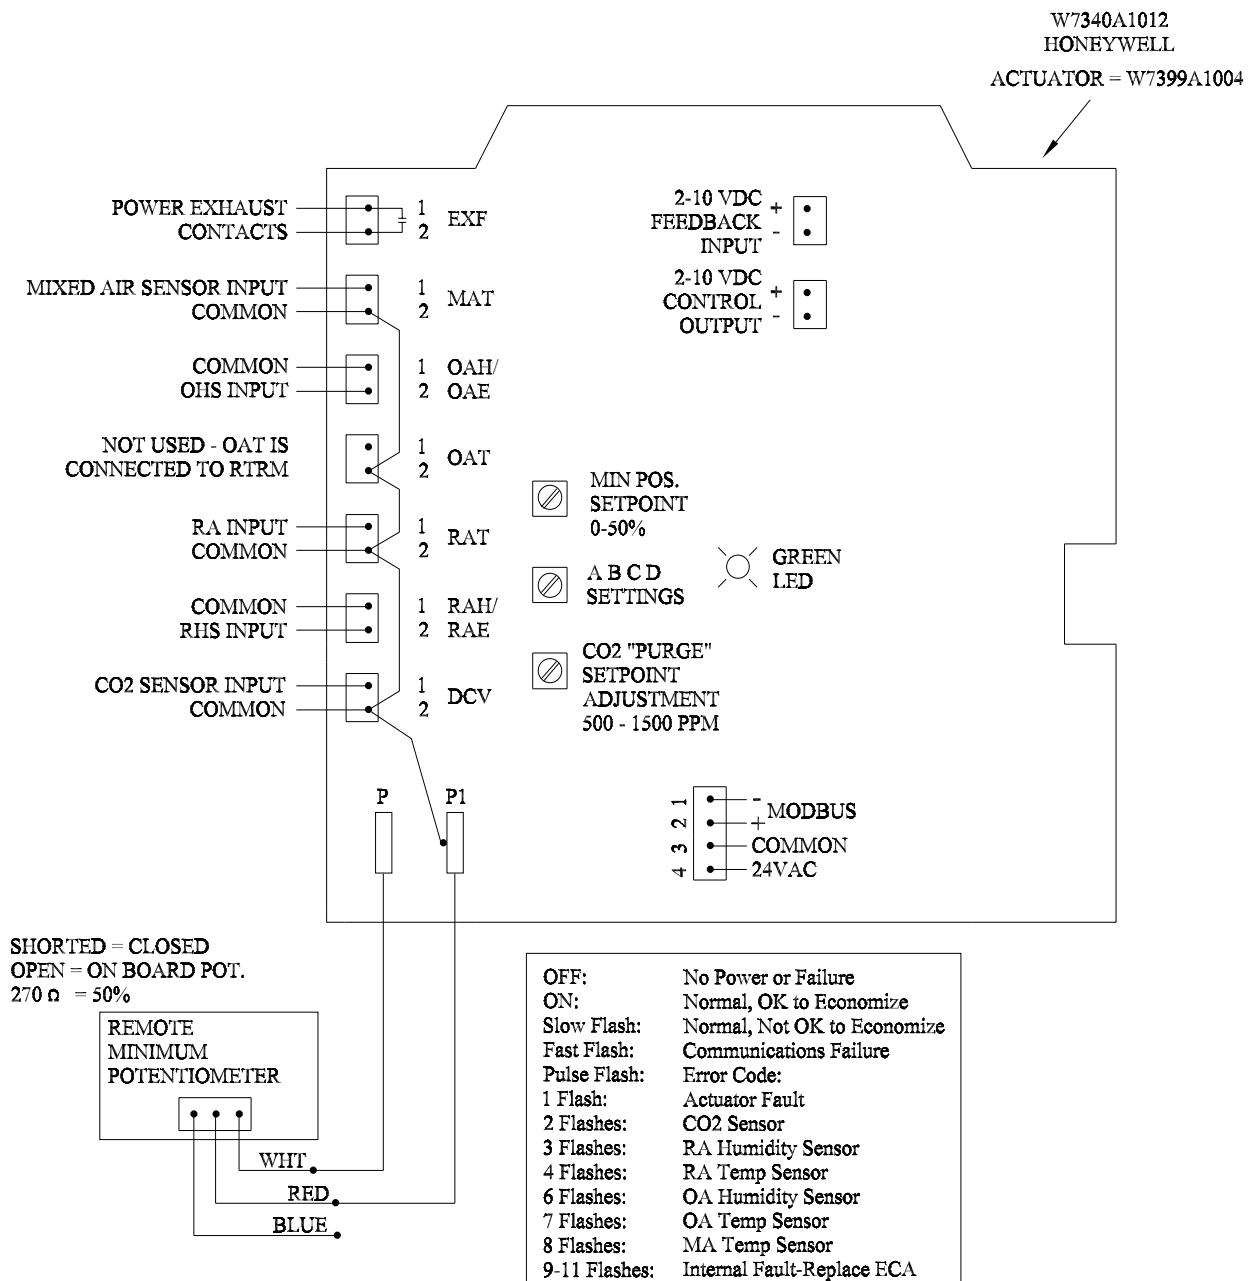 W7340A1012
HONEYWELL
ACTUATOR = W7399A1004
POWER EXHAUST
CONTACTS
1
2
EXF
MIXED AIR SENSOR INPUT
COMMON
1
2
MAT
COMMON
OHS INPUT
1 OAH/
2 OAE
NOT USED - OAT IS
CONNECTED TO RTRM
1
2
OAT
RA INPUT
COMMON
1
2
RAT
COMMON
RHS INPUT
1 RAH/
2 RAE
CO2 SENSOR INPUT
COMMON
1
2
DCV
2-10 VDC
FEEDBACK
INPUT
+
-
2-10 VDC
CONTROL
OUTPUT
+
-
MIN POS.
SETPOINT
0-50%
A B C D
SETTINGS
GREEN
LED
CO2 "PURGE"
SETPOINT
ADJUSTMENT
500 - 1500 PPM
P
P1
1
2
3
4
-
+
MODBUS
COMMON
24VAC
SHORTED = CLOSED
OPEN = ON BOARD POT.
270 Ω = 50%
REMOTE
MINIMUM
POTENTIOMETER
WHT
RED
BLUE
OFF: No Power or Failure
ON: Normal, OK to Economize
Slow Flash: Normal, Not OK to Economize
Fast Flash: Communications Failure
Pulse Flash: Error Code:
1 Flash: Actuator Fault
2 Flashes: CO2 Sensor
3 Flashes: RA Humidity Sensor
4 Flashes: RA Temp Sensor
6 Flashes: OA Humidity Sensor
7 Flashes: OA Temp Sensor
8 Flashes: MA Temp Sensor
9-11 Flashes: Internal Fault-Replace ECA